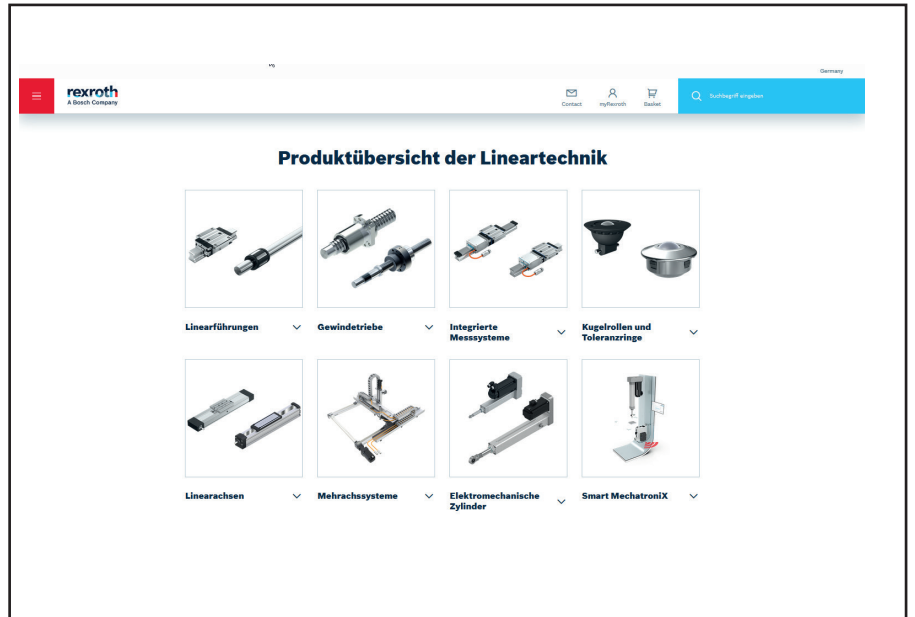 Germany
rexroth
A Bosch Company
Contact
myRexroth
Basket
Suchbegriff eingeben
Produktübersicht der Lineartechnik
Linearführungen
Gewindetriebe
Integrierte
Messsysteme
Kugelrollen und
Toleranzringe
Linearachsen
Mehrachssysteme
Elektromechanische
Zylinder
Smart MechatroniX